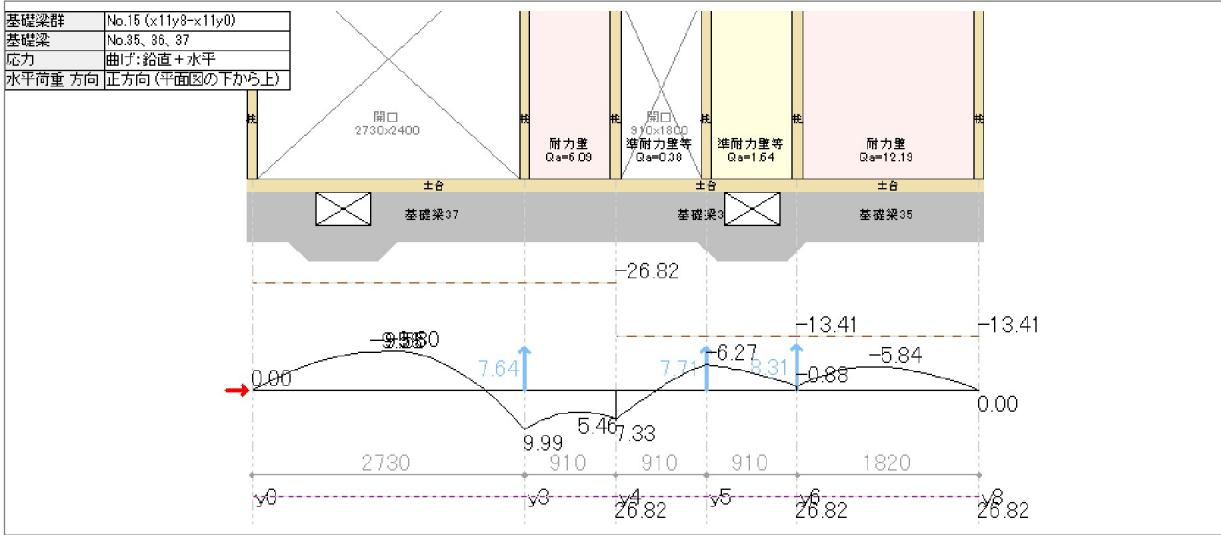 基礎梁群 No.15 (x11y8-x11y0)
基礎梁 No.35、36、37
応力 曲げ:鉛直+水平
水平荷重 方向 正方向 (平面図の下から上)
開口
2730x2400
開口
910x1800
耐力壁
Qa=6.09
準耐力壁等
Qa=0.38
準耐力壁等
Qa=1.64
耐力壁
Qa=12.19
土台 土台 土台
基礎梁37 基礎梁3 基礎梁35
-26.82
-13.41 -13.41
7.64 7.71 -6.27 8.31 -5.84
0.00 -0.88
0.00
9.99 5.46 7.33
2730 910 910 910 1820
y0 y3 y4 y5 y6 y8
26.82 26.82 26.82